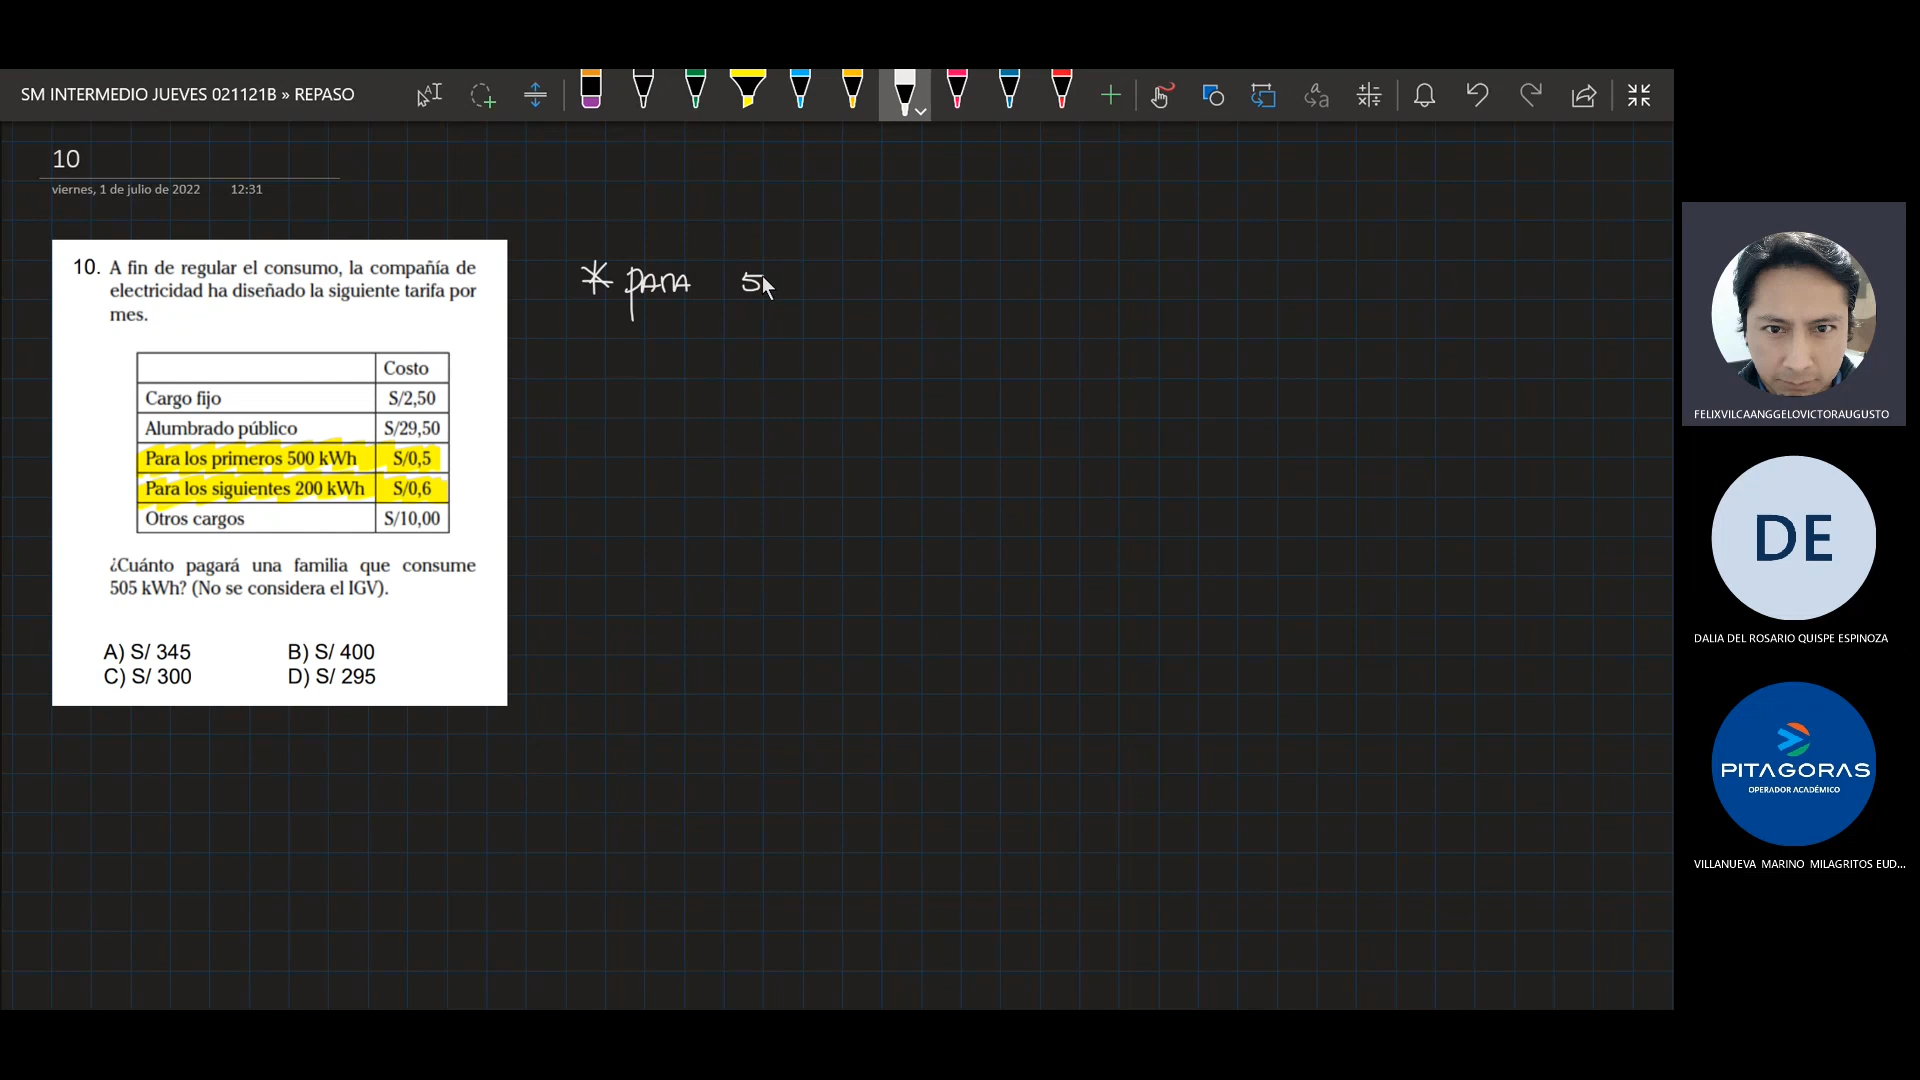 SM INTERMEDIO JUEVES 021121B » REPASO
10
viernes, 1 de julio de 2022 12:31
10. A fin de regular el consumo, la compañía de
electricidad ha diseñado la siguiente tarifa por
mes.
Costo
Cargo fijo S/2,50
Alumbrado público S/29,50
Para los primeros 500 kWh S/0,5
Para los siguientes 200 kWh S/0,6
Otros cargos S/10,00
¿Cuánto pagará una familia que consume
505 kWh? (No se considera el IGV).
A) S/ 345 B) S/ 400
C) S/ 300 D) S/ 295
* PARA 5
FELIXVILCAANGGELOVICTORAUGUSTO
DE
DALIA DEL ROSARIO QUISPE ESPINOZA
PITAGORAS
OPERADOR ACADÉMICO
VILLANUEVA MARINO MILAGRITOS EUD...